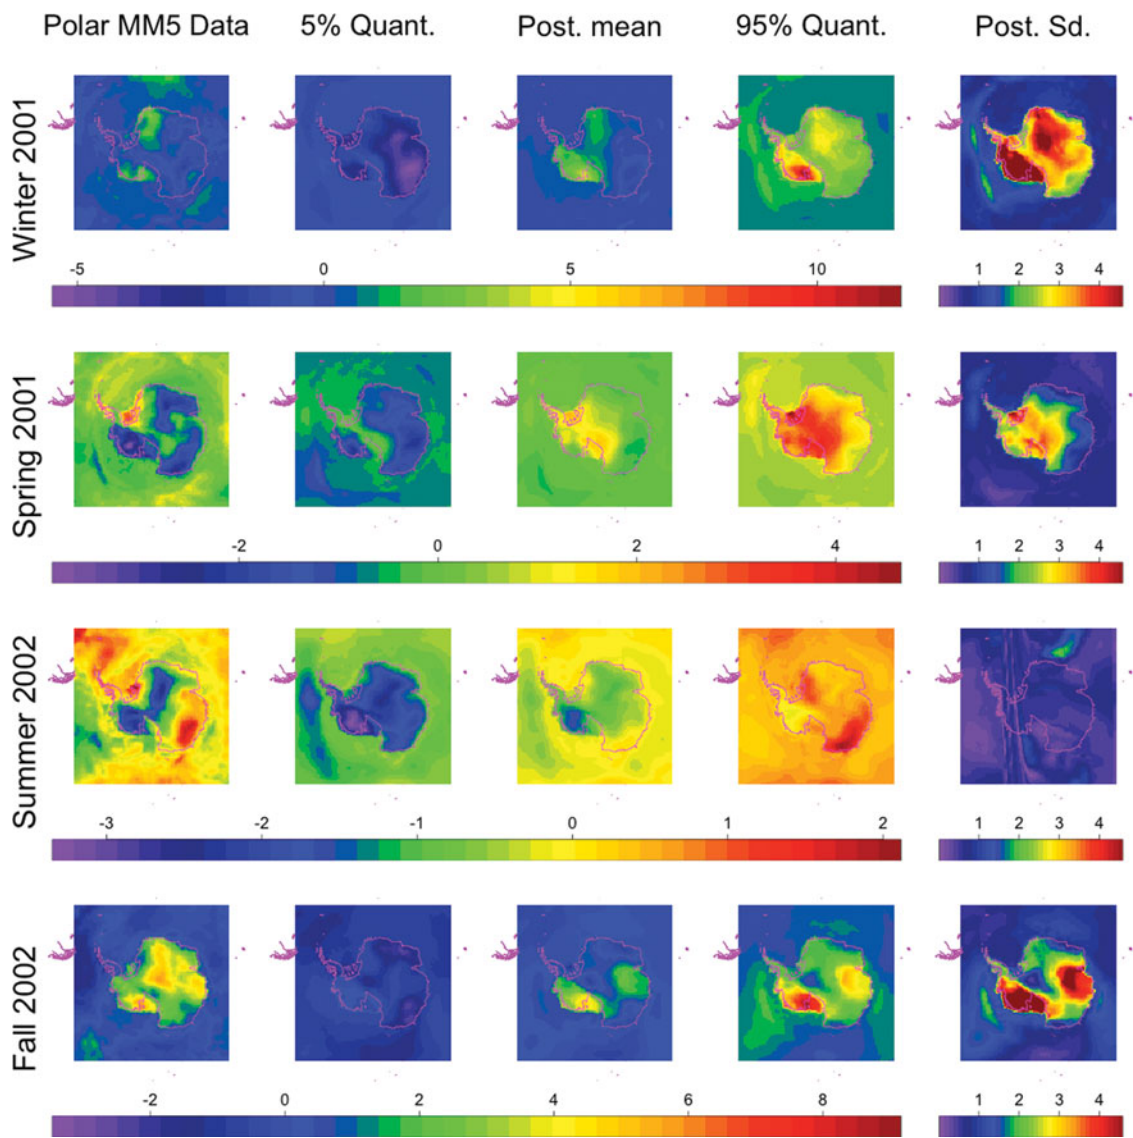 Polar MM5 Data 5% Quant. Post. mean 95% Quant. Post. Sd.
Winter 2001
-5 0 5 10 1 2 3 4
Spring 2001
-2 0 2 4 1 2 3 4
Summer 2002
-3 -2 -1 0 1 2 1 2 3 4
Fall 2002
-2 0 2 4 6 8 1 2 3 4